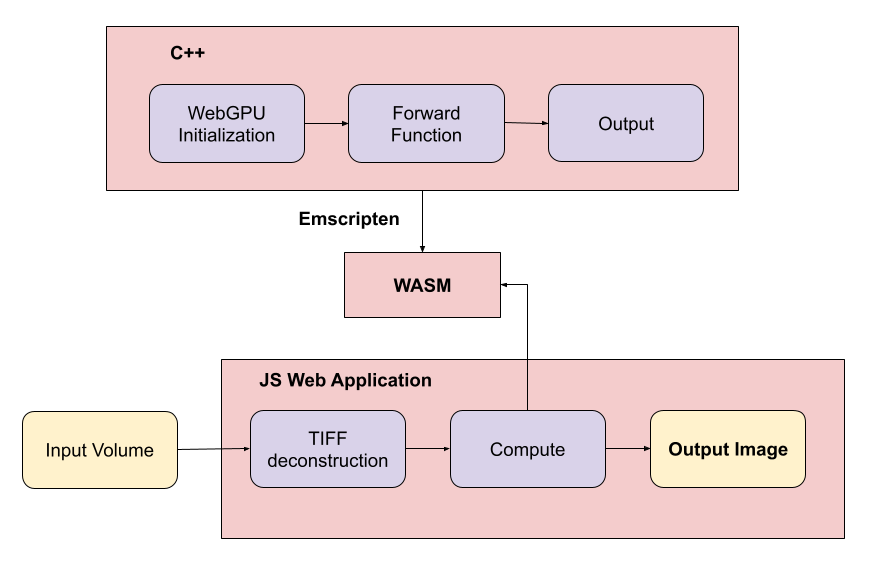 C++
WebGPU
Initialization
Forward
Function
Output
Emscripten
WASM
JS Web Application
Input Volume
TIFF
deconstruction
Compute
Output Image